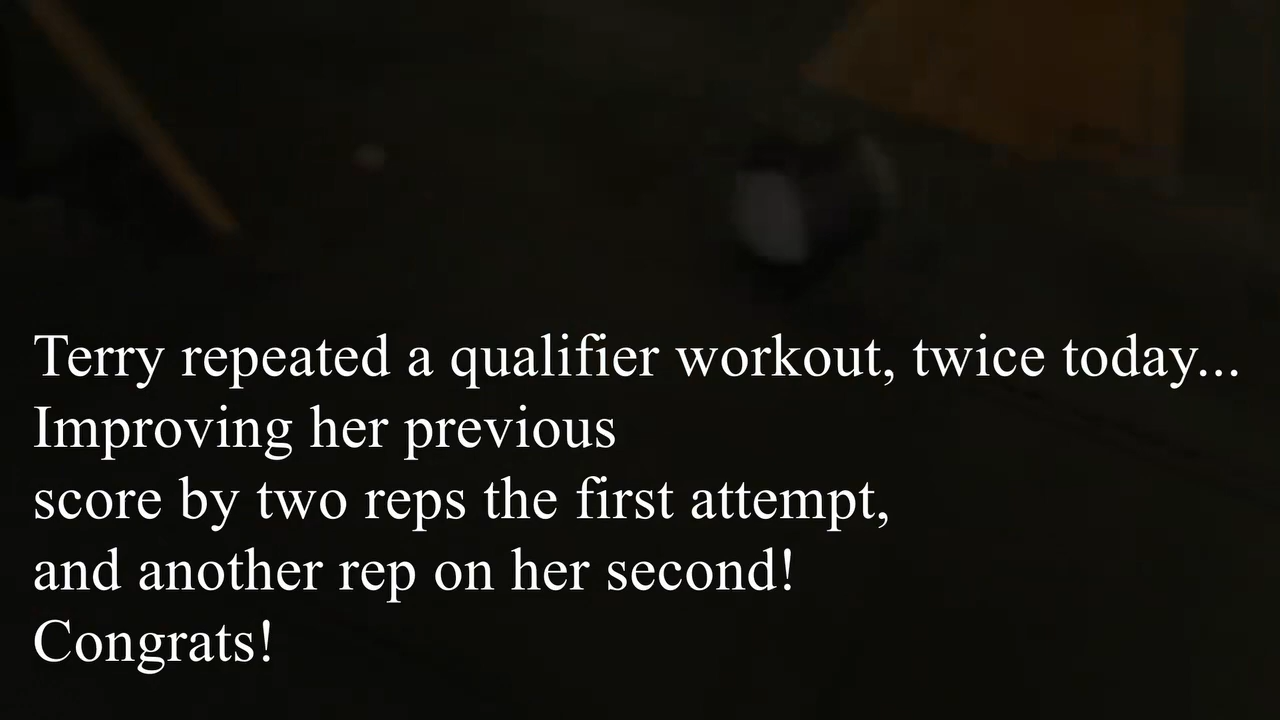 Terry repeated a qualifier workout, twice today...
Improving her previous
score by two reps the first attempt,
and another rep on her second!
Congrats!